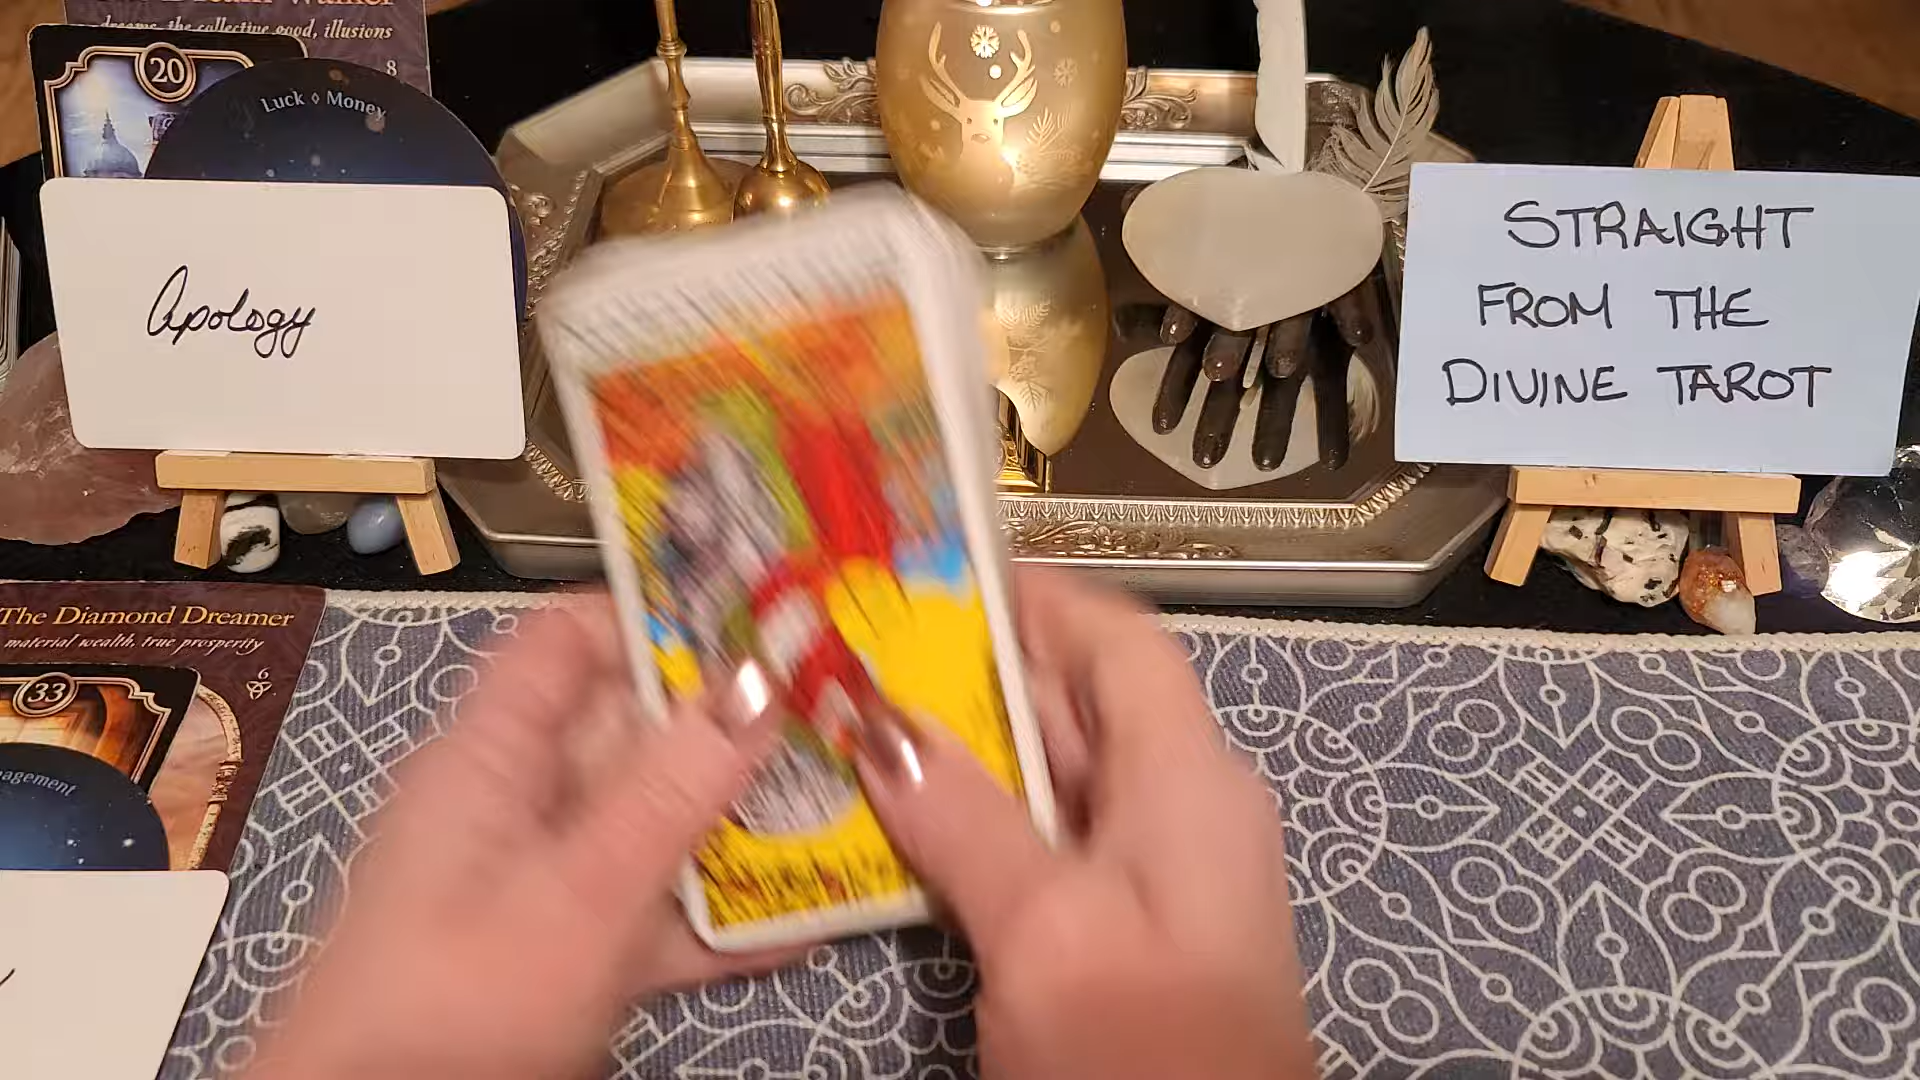 dreams, the collective good, illusions
8
20
Luck ◊ Money
Apology
STRAIGHT
FROM THE
DIVINE TAROT
The Diamond Dreamer
material wealth, true prosperity
6
33